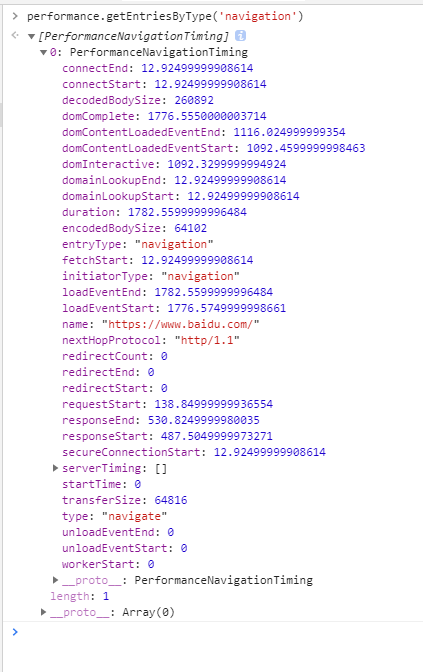 performance.getEntriesByType('navigation')
[PerformanceNavigationTiming]
0: PerformanceNavigationTiming
connectEnd: 12.92499999908614
connectStart: 12.92499999908614
decodedBodySize: 260892
domComplete: 1776.5550000003714
domContentLoadedEventEnd: 1116.024999999354
domContentLoadedEventStart: 1092.4599999998463
domInteractive: 1092.3299999994924
domainLookupEnd: 12.92499999908614
domainLookupStart: 12.92499999908614
duration: 1782.5599999996484
encodedBodySize: 64102
entryType: "navigation"
fetchStart: 12.92499999908614
initiatorType: "navigation"
loadEventEnd: 1782.5599999996484
loadEventStart: 1776.5749999998661
name: "https://www.baidu.com/"
nextHopProtocol: "http/1.1"
redirectCount: 0
redirectEnd: 0
redirectStart: 0
requestStart: 138.84999999936554
responseEnd: 530.8249999980035
responseStart: 487.5049999973271
secureConnectionStart: 12.92499999908614
serverTiming: []
startTime: 0
transferSize: 64816
type: "navigate"
unloadEventEnd: 0
unloadEventStart: 0
workerStart: 0
__proto__: PerformanceNavigationTiming
length: 1
__proto__: Array(0)